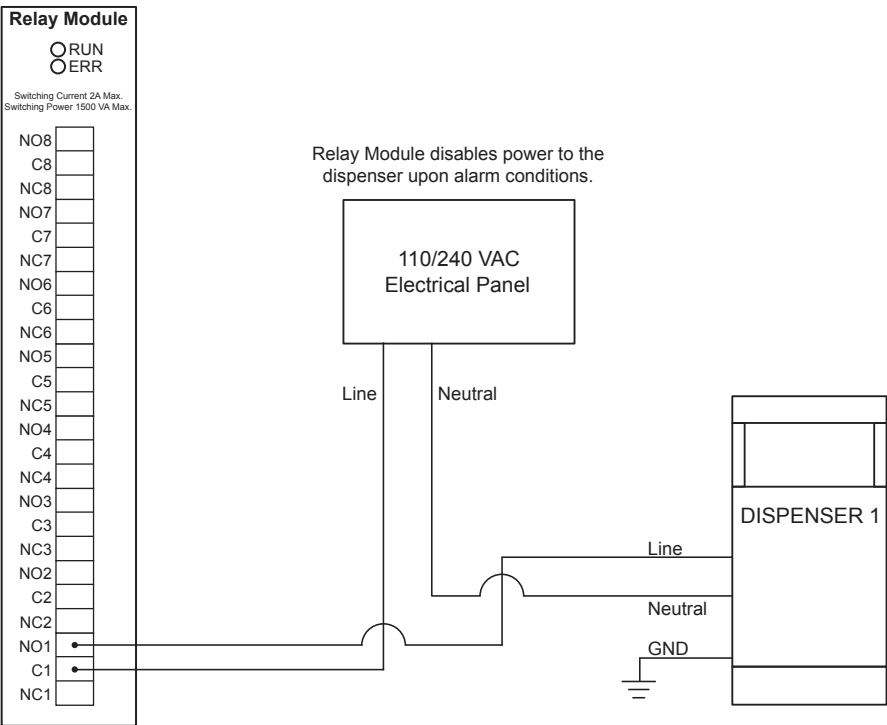 Relay Module
RUN
ERR
Switching Current 2A Max.
Switching Power 1500 VA Max.
NO8
C8
NC8
NO7
C7
NC7
NO6
C6
NC6
NO5
C5
NC5
NO4
C4
NC4
NO3
C3
NC3
NO2
C2
NC2
NO1
C1
NC1
Relay Module disables power to the
dispenser upon alarm conditions.
110/240 VAC
Electrical Panel
Line
Neutral
DISPENSER 1
Line
Neutral
GND